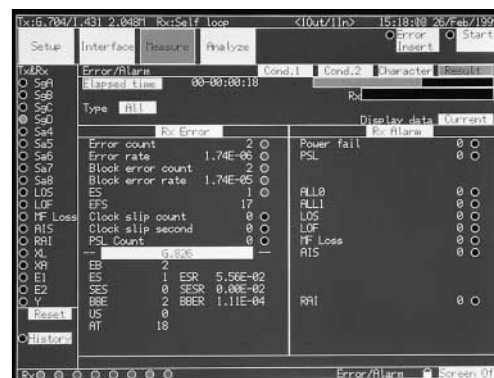 Tx:G.704/I.431 2.048M Rx:Self loop <1Out/1In> 15:18:08 26/Feb/199
Setup Interface Measure Analyze Error Insert Start
Tx&Rx Error/Alarm Cond.1 Cond.2 Character Result
SgA Elapsed time 00-00:00:18
SgB Rx
SgC Type All
SgD Display data Current
Sa4 Rx Error Rx Alarm
Sa5 Error count 2 Power fail 0
Sa6 Error rate 1.74E-06 PSL 0
Sa7 Block error count 2
Sa8 Block error rate 1.74E-05
LOS ES 1 ALL0 0
LOF EFS 17 ALL1 0
MF Loss Clock slip count 0 LOS 0
AIS Clock slip second 0 LOF 0
RAI PSL Count 0 MF Loss 0
XL -- G.826 -- AIS 0
XA EB 2
E1 ES 1 ESR 5.56E-02
E2 SES 0 SESR 0.00E-02
Y BBE 2 BBER 1.11E-04 RAI 0
Reset US 0
AT 18
History
Rx Error/Alarm Screen Of